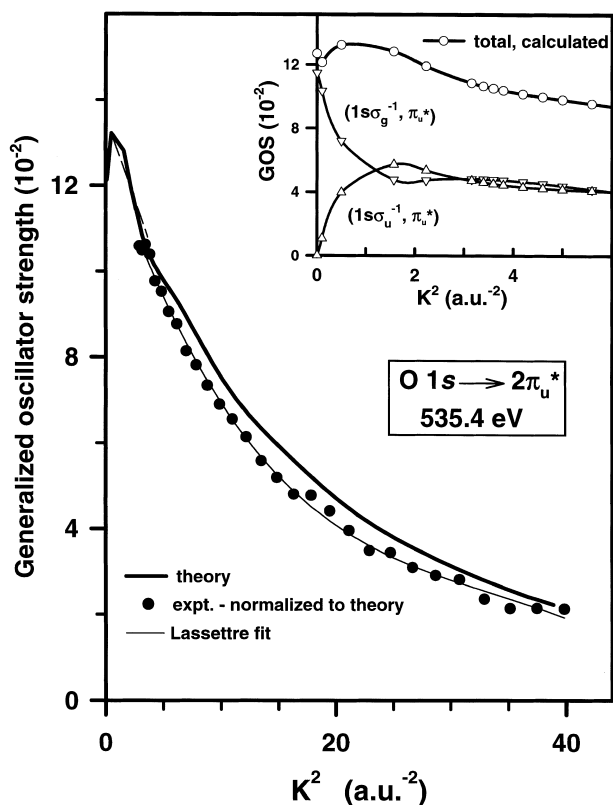 total, calculated
12
8
4
0
GOS (10⁻²)
(1sσg⁻¹, πu*)
(1sσu⁻¹, πu*)
0 2 4
K² (a.u.⁻²)
O 1s → 2πu*
535.4 eV
Generalized oscillator strength (10⁻²)
12
8
4
0
theory
expt. - normalized to theory
Lassettre fit
0 20 40
K² (a.u.⁻²)